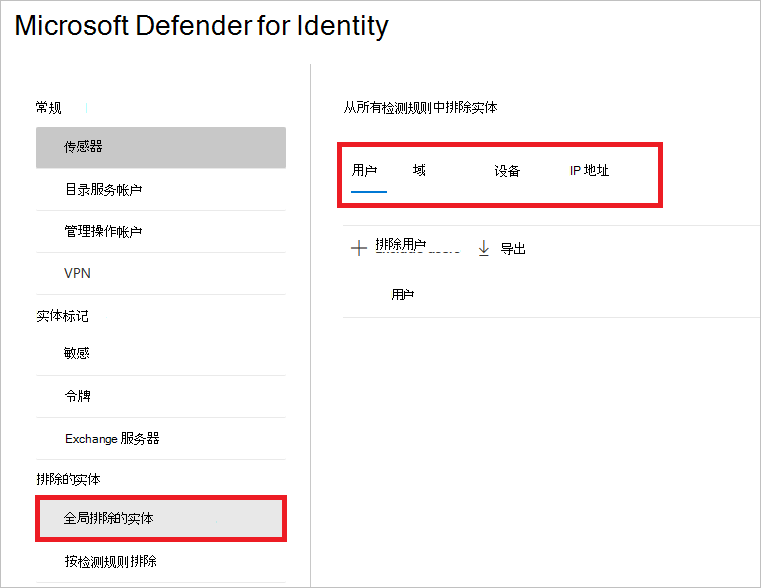 Microsoft Defender for Identity
常规
传感器
目录服务帐户
管理操作帐户
VPN
实体标记
敏感
令牌
Exchange 服务器
排除的实体
全局排除的实体
按检测规则排除
从所有检测规则中排除实体
用户 域 设备 IP 地址
排除用户 导出
用户